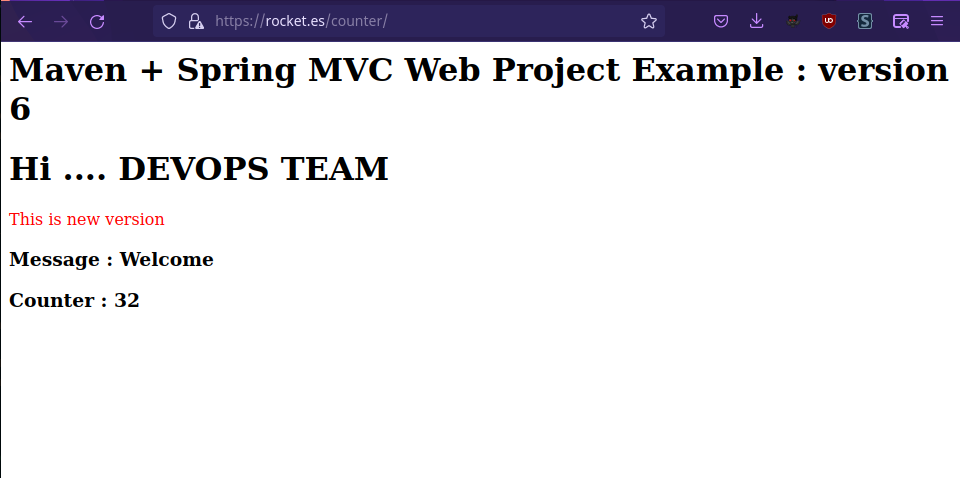 https://rocket.es/counter/
Maven + Spring MVC Web Project Example : version
6
Hi .... DEVOPS TEAM
This is new version
Message : Welcome
Counter : 32